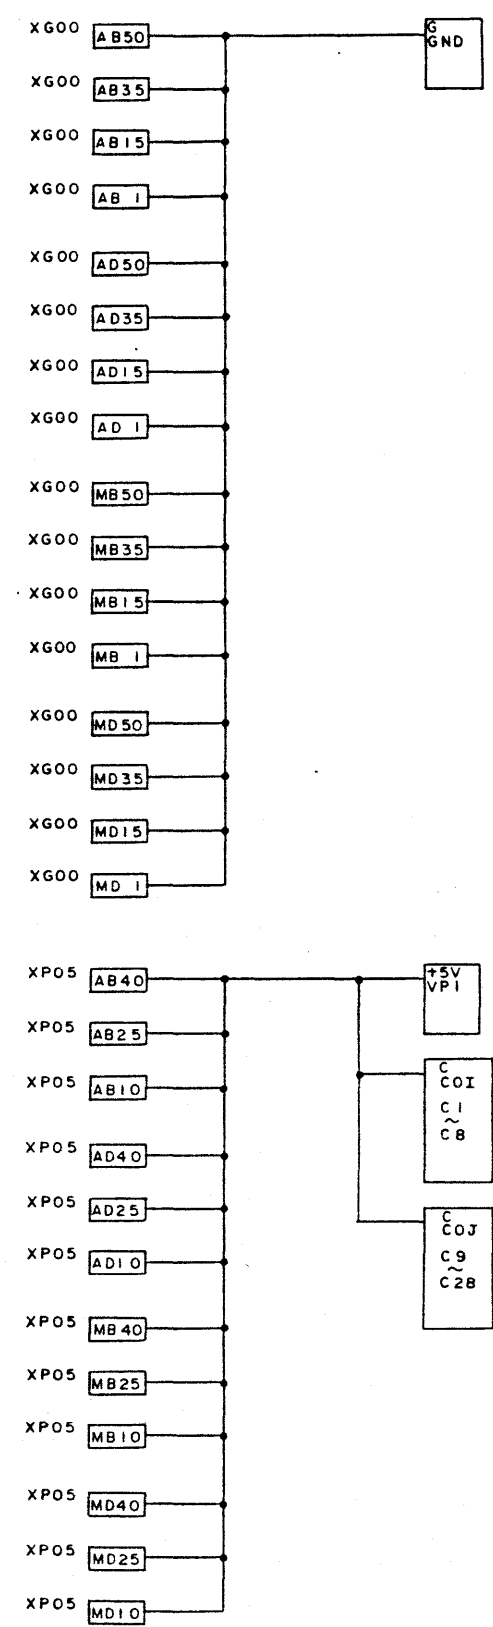 XG00 AB50
G
GND
XG00 AB35
XG00 AB15
XG00 AB 1
XG00 AD50
XG00 AD35
XG00 AD15
XG00 AD 1
XG00 MB50
XG00 MB35
XG00 MB15
XG00 MB 1
XG00 MD50
XG00 MD35
XG00 MD15
XG00 MD 1
XP05 AB40
+5V
VP1
XP05 AB25
XP05 AB10
C
COI
C1
~
C8
XP05 AD40
XP05 AD25
C
COJ
C9
~
C28
XP05 AD10
XP05 MB40
XP05 MB25
XP05 MB10
XP05 MD40
XP05 MD25
XP05 MD10